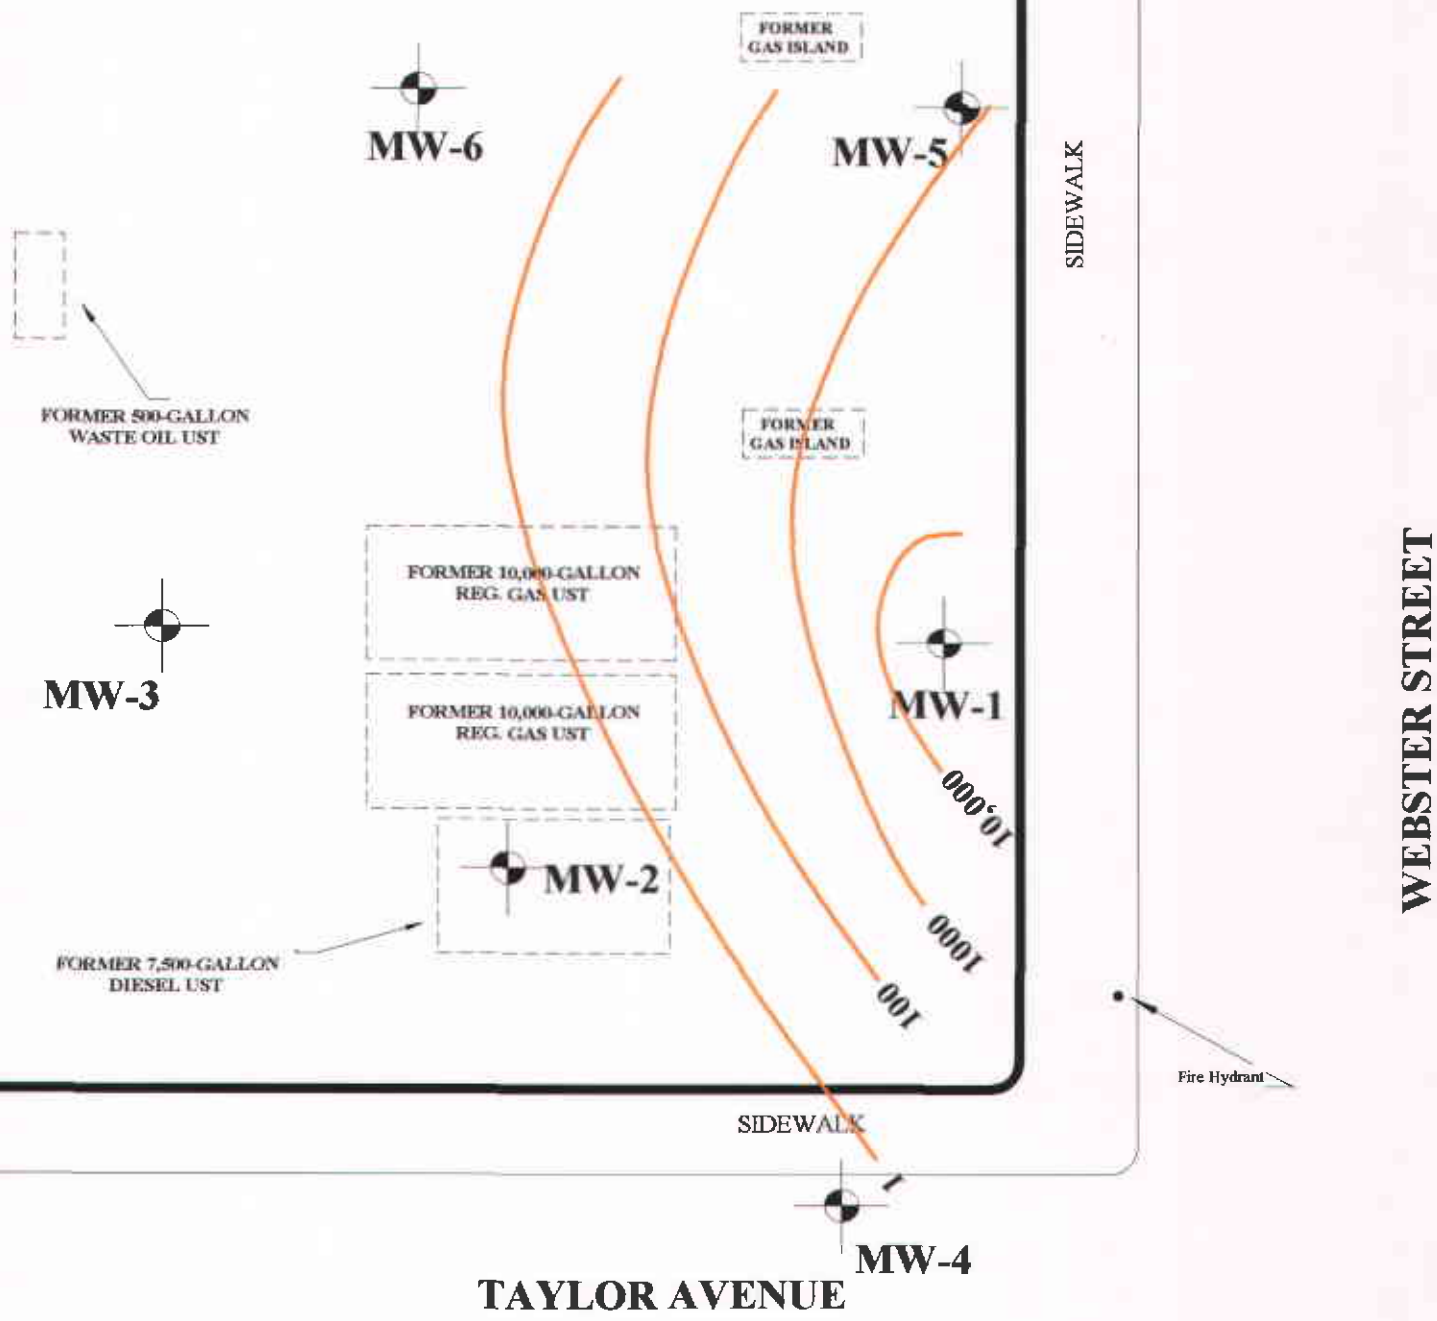 FORMER
GAS ISLAND
MW-6
MW-5
SIDEWALK
FORMER 500-GALLON
WASTE OIL UST
FORMER
GAS ISLAND
FORMER 10,000-GALLON
REG. GAS UST
MW-3
MW-1
FORMER 10,000-GALLON
REG. GAS UST
WEBSTER STREET
10,000
MW-2
1000
FORMER 7,500-GALLON
DIESEL UST
100
Fire Hydrant
SIDEWALK
1
MW-4
TAYLOR AVENUE